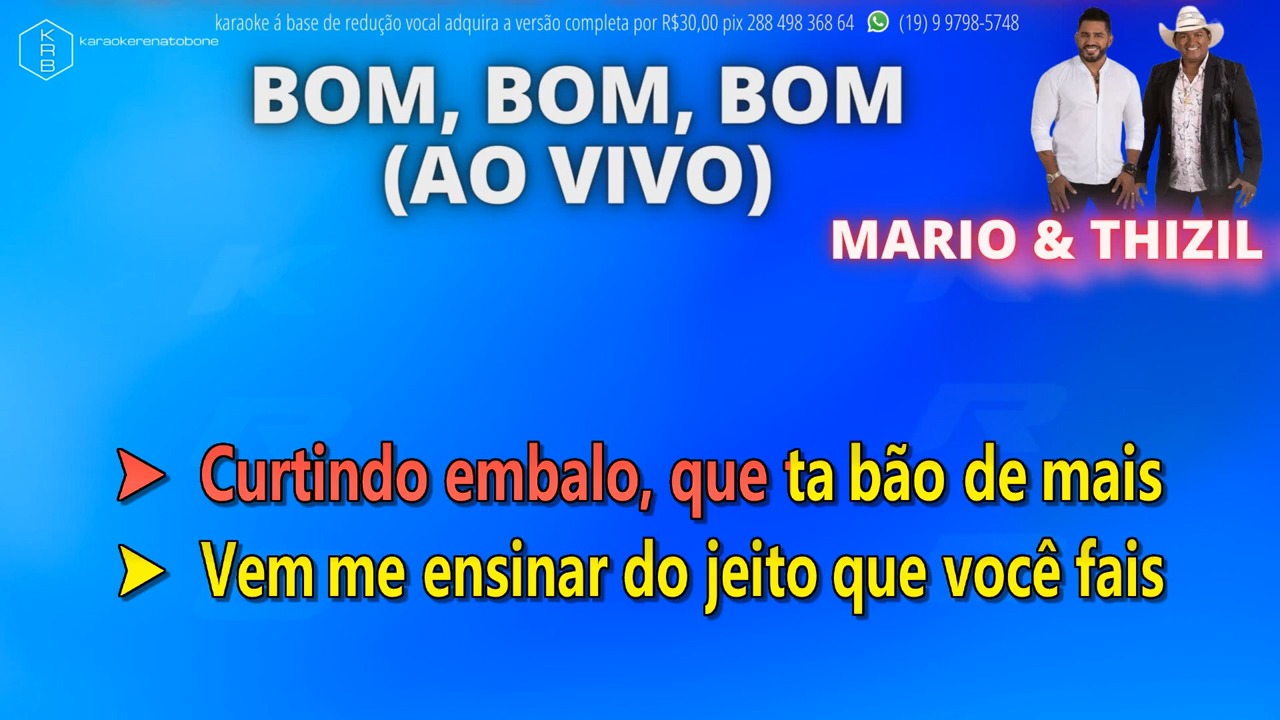 karaoke á base de redução vocal adquira a versão completa por R$30,00 pix 288 498 368 64 (19) 9 9798-5748
K
R
B
karaokerenatobone
BOM, BOM, BOM
(AO VIVO)
MARIO & THIZIL
Curtindo embalo, que ta bão de mais
Vem me ensinar do jeito que você fais